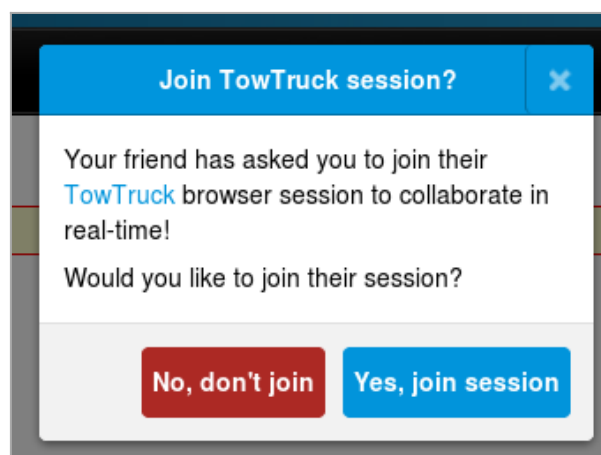 Join TowTruck session?
Your friend has asked you to join their
TowTruck browser session to collaborate in
real-time!
Would you like to join their session?
No, don't join
Yes, join session